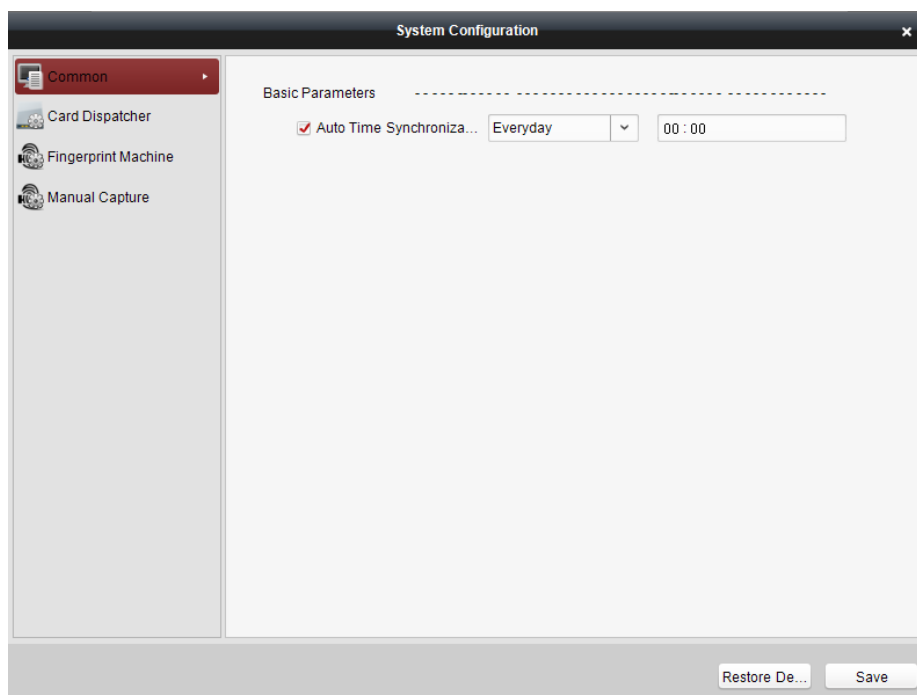 System Configuration
Common
Card Dispatcher
Fingerprint Machine
Manual Capture
Basic Parameters
Auto Time Synchroniza... Everyday 00:00
Restore De... Save